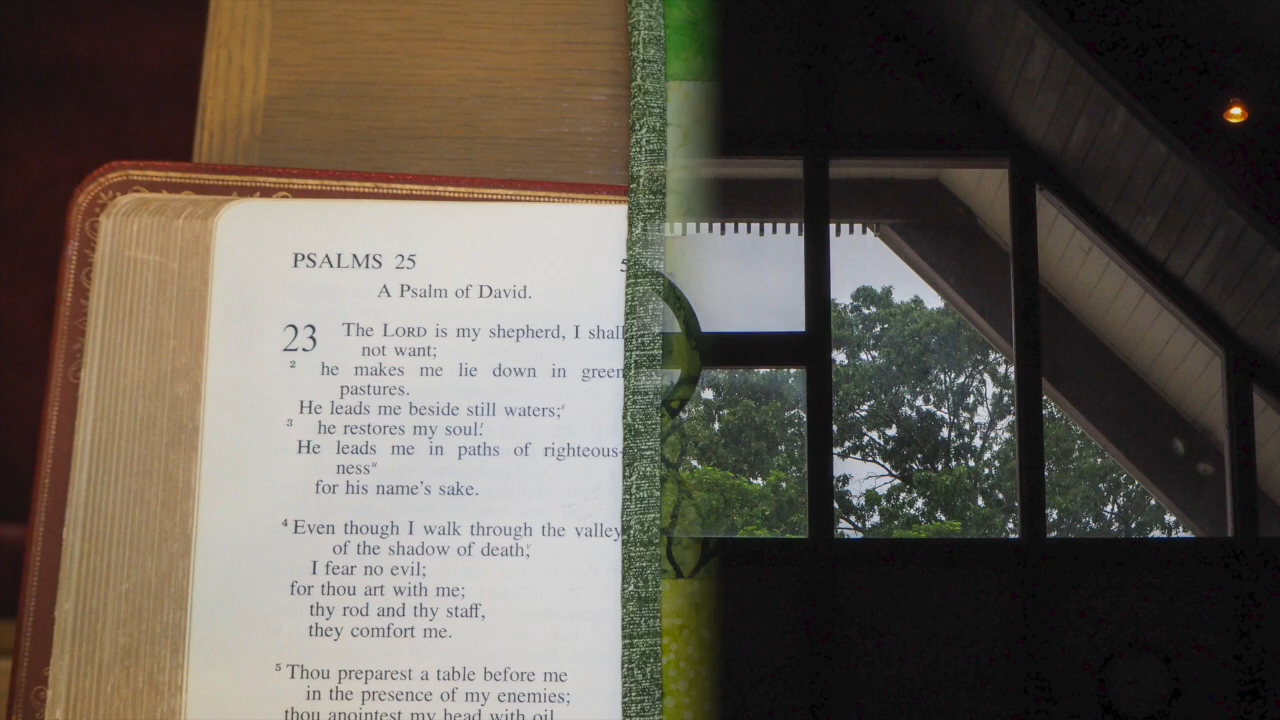 PSALMS 25
A Psalm of David.
23 The LORD is my shepherd, I shall
not want;
2 he makes me lie down in green
pastures.
He leads me beside still waters;
3 he restores my soul.
He leads me in paths of righteous-
ness
for his name's sake.
4 Even though I walk through the valley
of the shadow of death,
I fear no evil;
for thou art with me;
thy rod and thy staff,
they comfort me.
5 Thou preparest a table before me
in the presence of my enemies;
thou anointest my head with oil